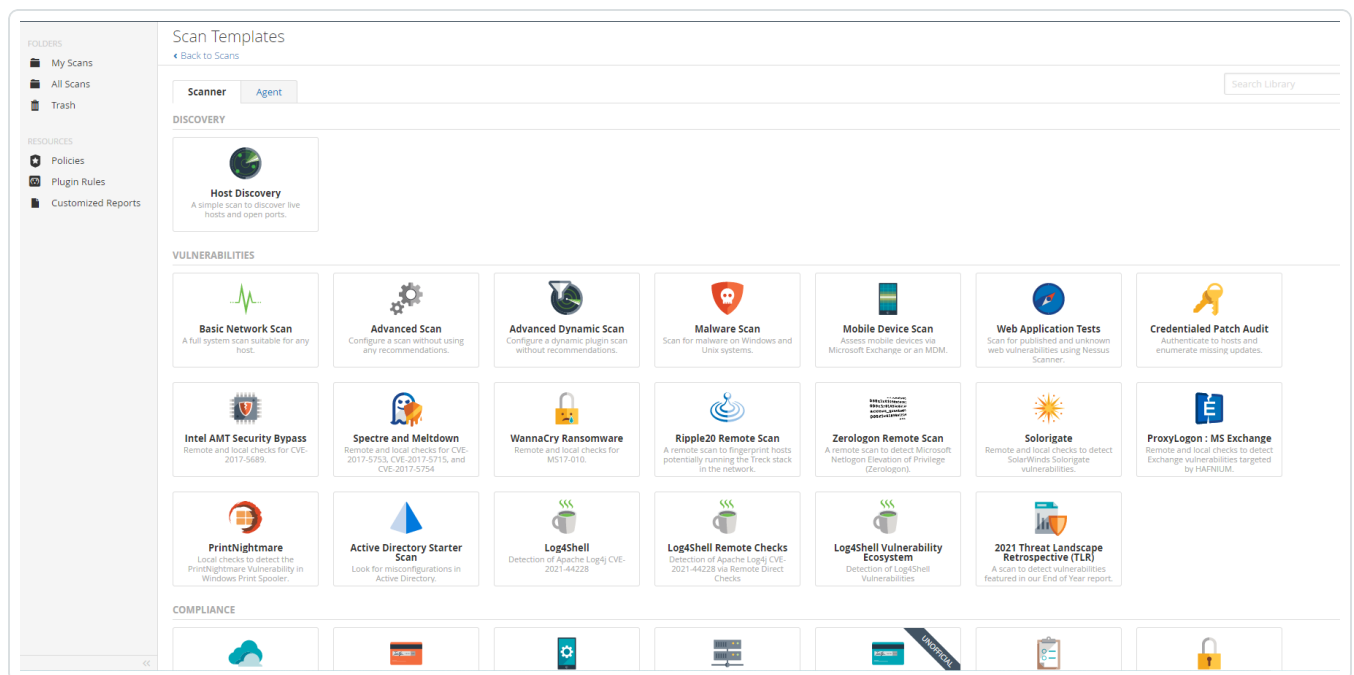 Scan Templates
Back to Scans
FOLDERS
My Scans
All Scans
Trash
RESOURCES
Policies
Plugin Rules
Customized Reports
Scanner
Agent
Search Library
DISCOVERY
Host Discovery
A simple scan to discover live
hosts and open ports.
VULNERABILITIES
Basic Network Scan
A full system scan suitable for any
host.
Advanced Scan
Configure a scan without using
any recommendations.
Advanced Dynamic Scan
Configure a dynamic plugin scan
without recommendations.
Malware Scan
Scan for malware on Windows and
Unix systems.
Mobile Device Scan
Assess mobile devices via
Microsoft Exchange or an MDM.
Web Application Tests
Scan for published and unknown
web vulnerabilities using Nessus
Scanner.
Credentialed Patch Audit
Authenticate to hosts and
enumerate missing updates.
Intel AMT Security Bypass
Remote and local checks for CVE-
2017-5689.
Spectre and Meltdown
Remote and local checks for CVE-
2017-5753, CVE-2017-5715, and
CVE-2017-5754
WannaCry Ransomware
Remote and local checks for
MS17-010.
Ripple20 Remote Scan
A remote scan to fingerprint hosts
potentially running the Treck stack
in the network.
Zerologon Remote Scan
A remote scan to detect Microsoft
Netlogon Elevation of Privilege
(Zerologon).
Solorigate
Remote and local checks to detect
SolarWinds Solorigate
vulnerabilities.
ProxyLogon : MS Exchange
Remote and local checks to detect
Exchange vulnerabilities targeted
by HAFNIUM.
PrintNightmare
Local checks to detect the
PrintNightmare Vulnerability in
Windows Print Spooler.
Active Directory Starter
Scan
Look for misconfigurations in
Active Directory.
Log4Shell
Detection of Apache Log4j CVE-
2021-44228
Log4Shell Remote Checks
Detection of Apache Log4j CVE-
2021-44228 via Remote Direct
Checks
Log4Shell Vulnerability
Ecosystem
Detection of Log4Shell
Vulnerabilities
2021 Threat Landscape
Retrospective (TLR)
A scan to detect vulnerabilities
featured in our End of Year report.
COMPLIANCE
UNOFFICIAL